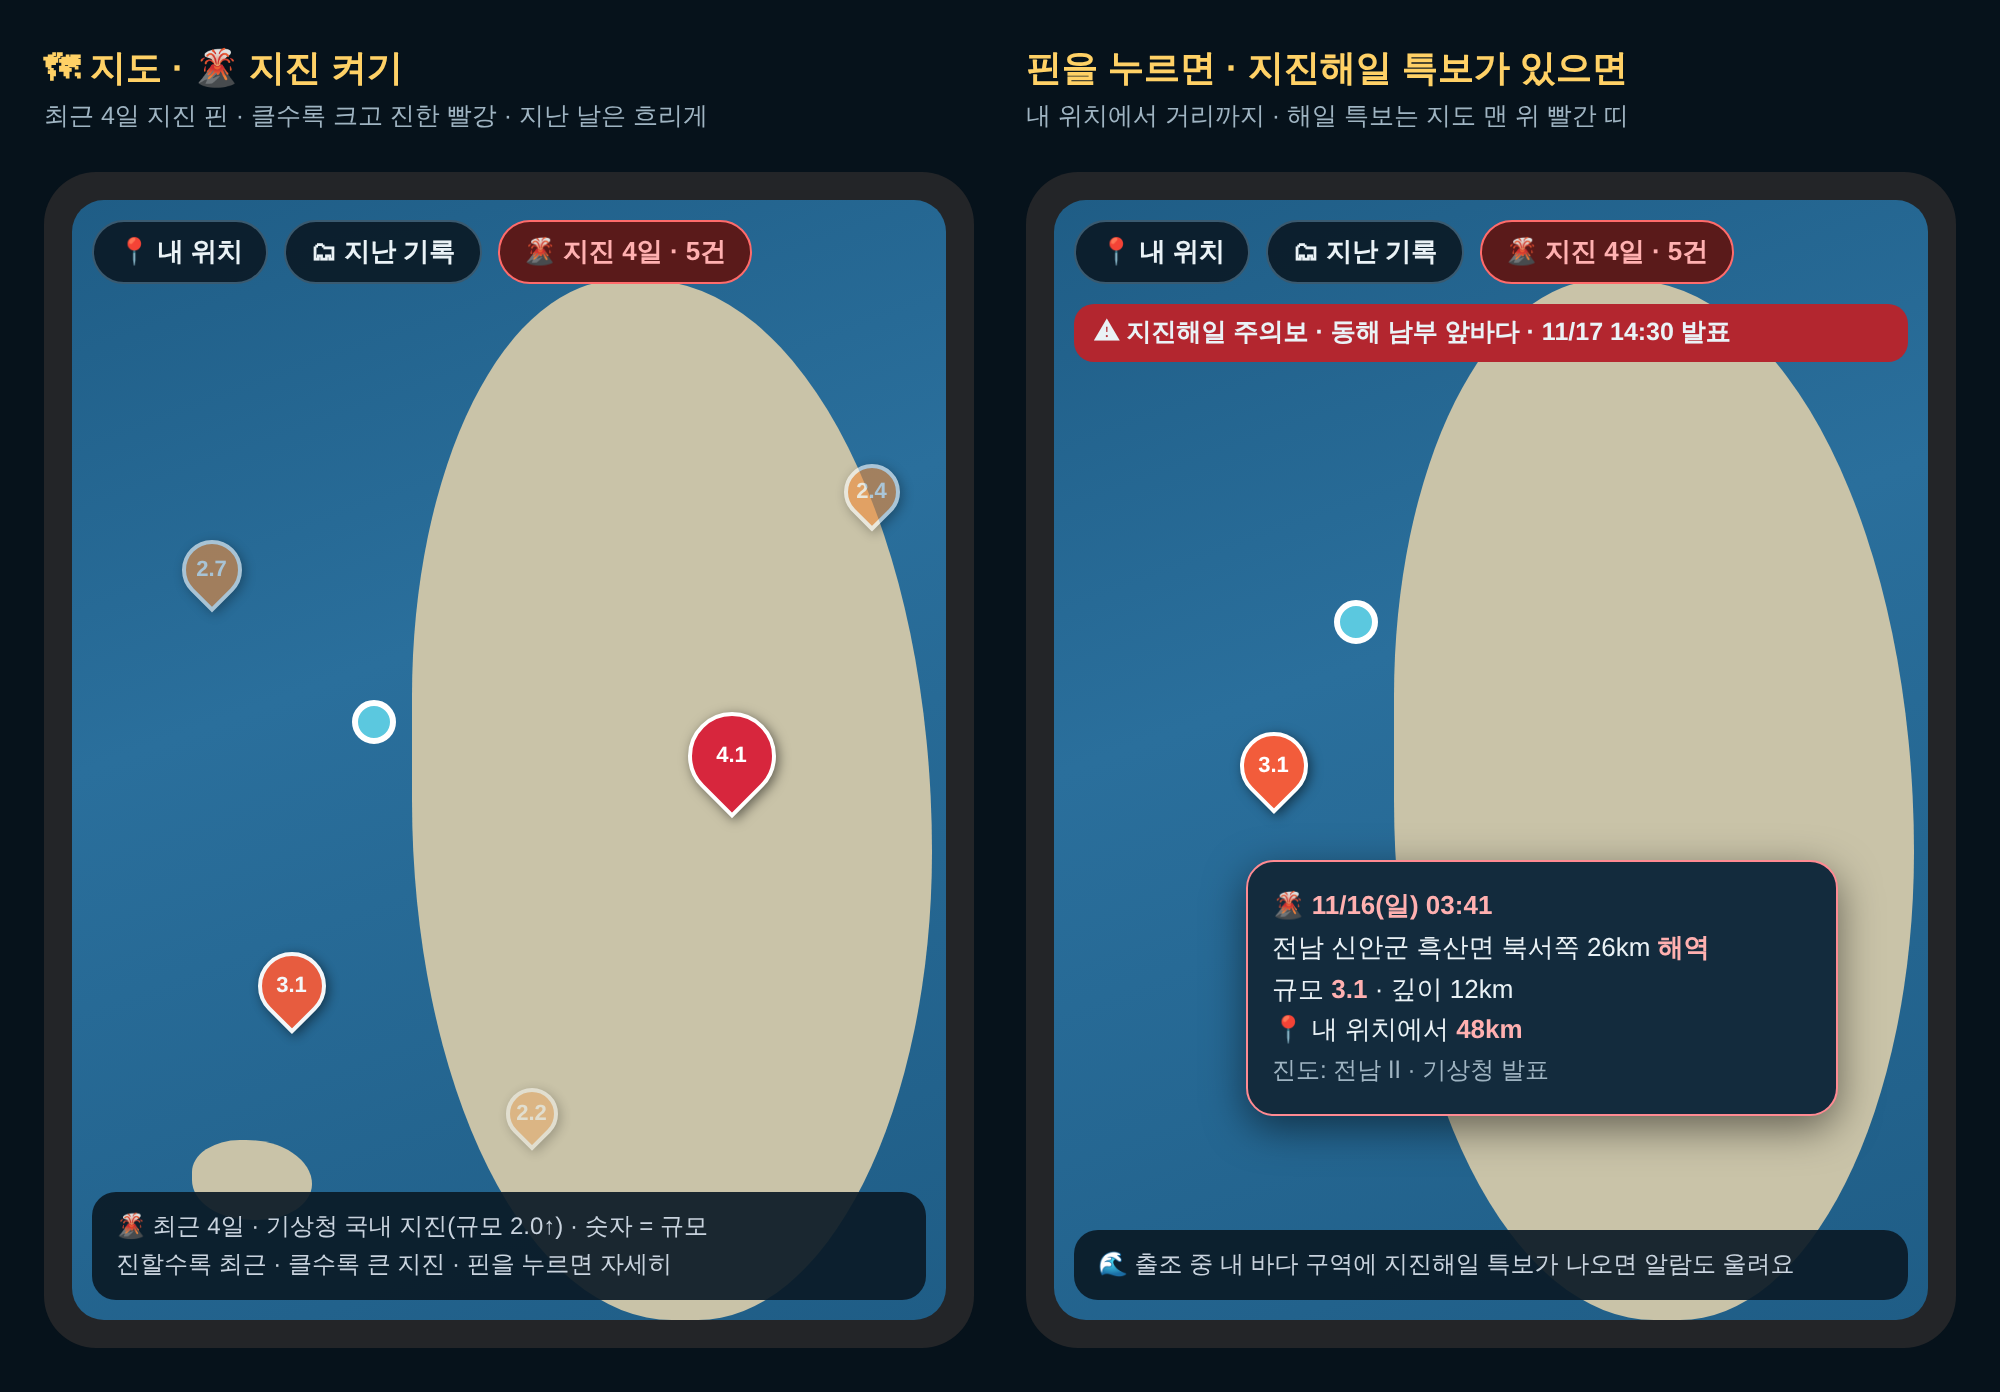 🗺 지도 · 🌋 지진 켜기
최근 4일 지진 핀 · 클수록 크고 진한 빨강 · 지난 날은 흐리게
📍 내 위치
🗂 지난 기록
🌋 지진 4일 · 5건
2.4
2.7
4.1
3.1
2.2
🌋 최근 4일 · 기상청 국내 지진(규모 2.0↑) · 숫자 = 규모
진할수록 최근 · 클수록 큰 지진 · 핀을 누르면 자세히
핀을 누르면 · 지진해일 특보가 있으면
내 위치에서 거리까지 · 해일 특보는 지도 맨 위 빨간 띠
📍 내 위치
🗂 지난 기록
🌋 지진 4일 · 5건
⚠ 지진해일 주의보 · 동해 남부 앞바다 · 11/17 14:30 발표
3.1
🌋 11/16(일) 03:41
전남 신안군 흑산면 북서쪽 26km 해역
규모 3.1 · 깊이 12km
📍 내 위치에서 48km
진도: 전남 Ⅱ · 기상청 발표
🌊 출조 중 내 바다 구역에 지진해일 특보가 나오면 알람도 울려요